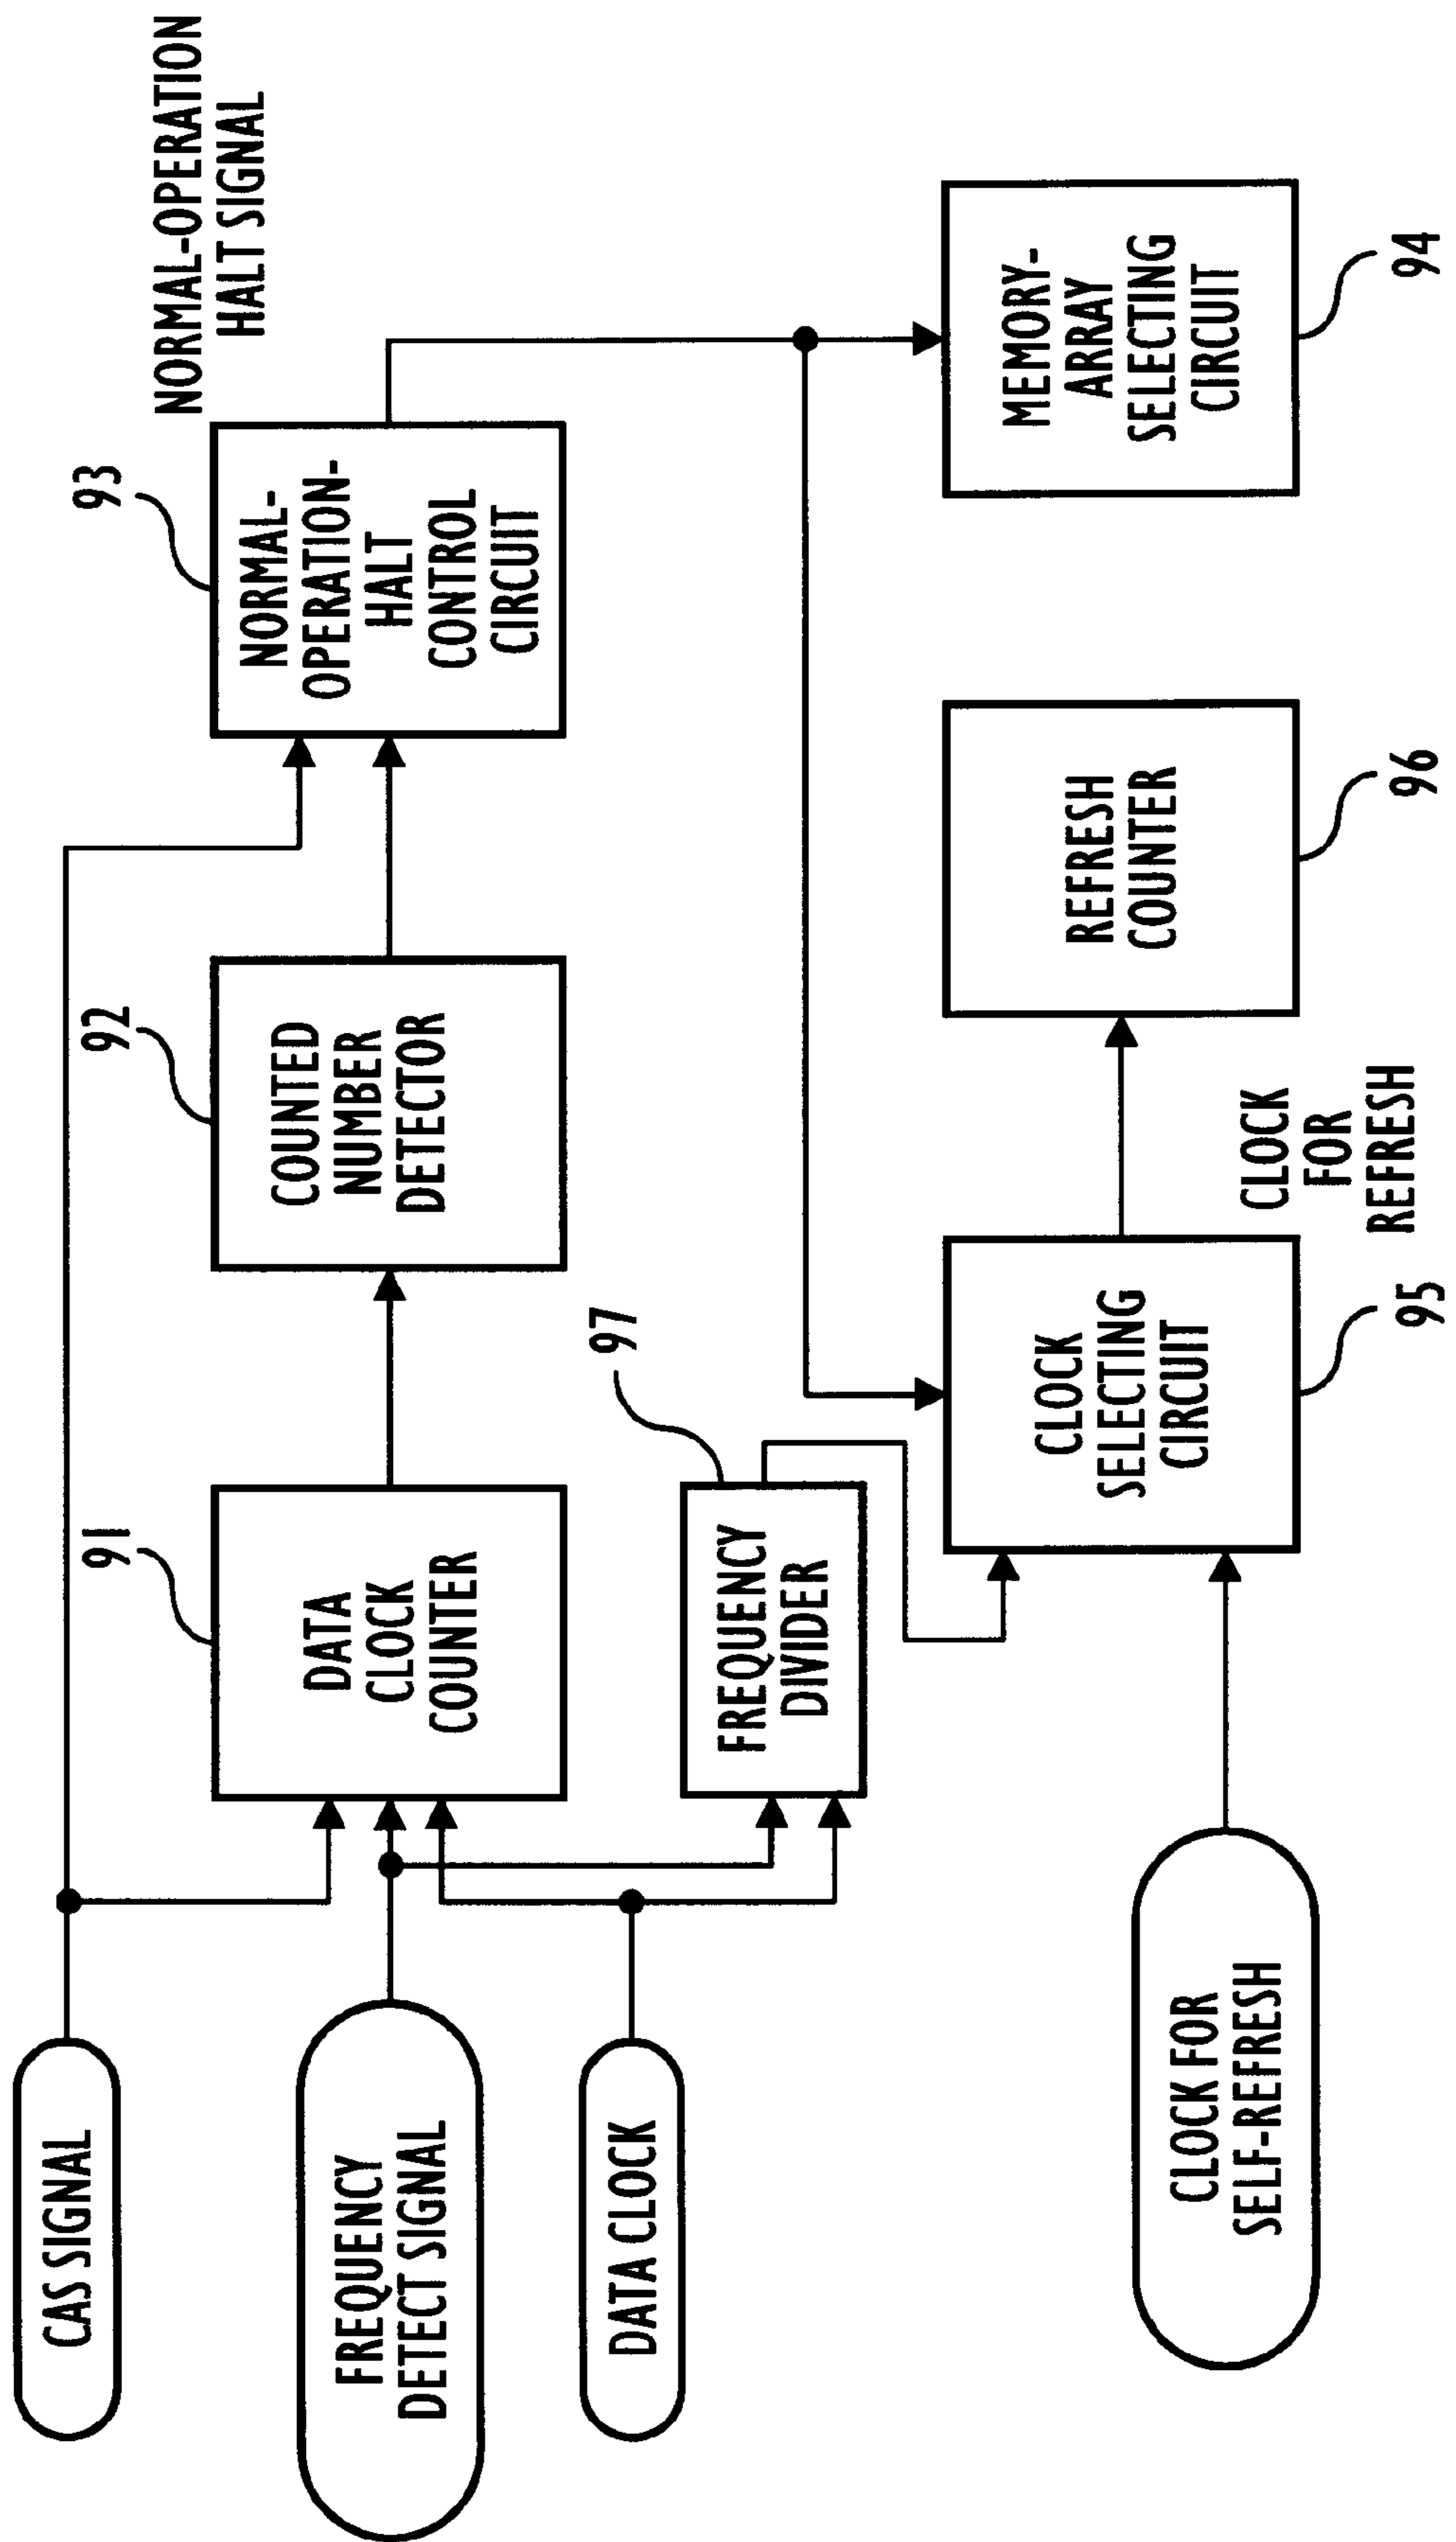 CAS SIGNAL
FREQUENCY
DETECT SIGNAL
DATA CLOCK
CLOCK FOR
SELF-REFRESH
91
DATA
CLOCK
COUNTER
92
COUNTED
NUMBER
DETECTOR
93
NORMAL-
OPERATION-
HALT
CONTROL
CIRCUIT
NORMAL-OPERATION
HALT SIGNAL
97
FREQUENCY
DIVIDER
CLOCK
SELECTING
CIRCUIT
95
CLOCK
FOR
REFRESH
REFRESH
COUNTER
96
MEMORY-
ARRAY
SELECTING
CIRCUIT
94